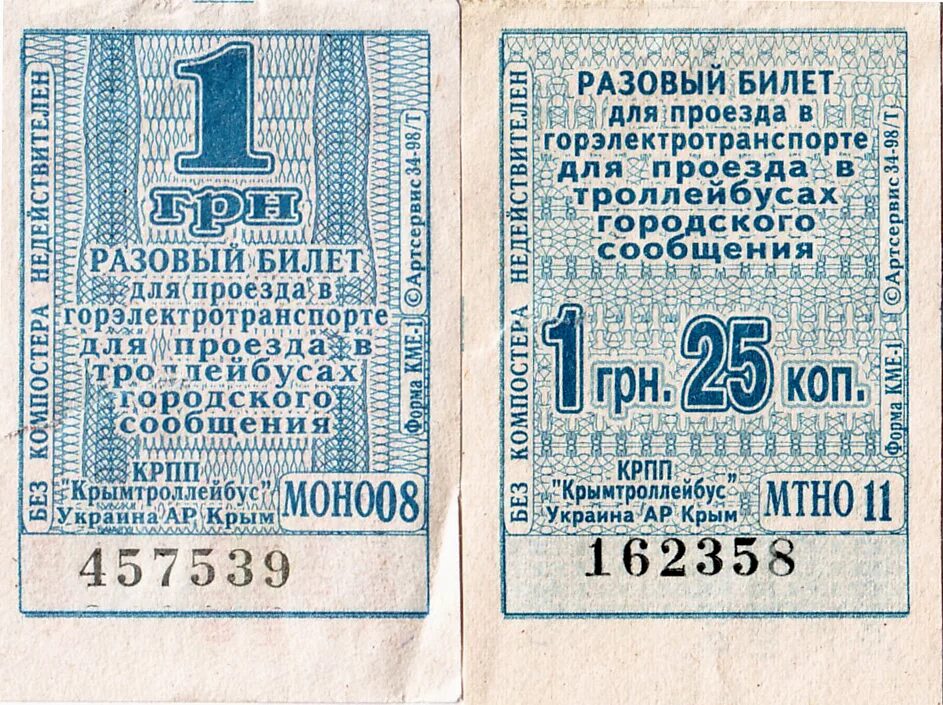 БЕЗ КОМПОСТЕРА НЕДЕЙСТВИТЕЛЕН
1
грн
РАЗОВЫЙ БИЛЕТ
для проезда в
горэлектротранспорте
для проезда в
троллейбусах
городского
сообщения
КРПП
"Крымтроллейбус"
Украина АР Крым
МОНО08
Форма КМЕ-1 ©Артсервис 34-98/Т
457539
БЕЗ КОМПОСТЕРА НЕДЕЙСТВИТЕЛЕН
РАЗОВЫЙ БИЛЕТ
для проезда в
горэлектротранспорте
для проезда в
троллейбусах
городского
сообщения
1 грн. 25 коп.
КРПП
"Крымтроллейбус"
Украина АР Крым
МТНО 11
Форма КМЕ-1 ©Артсервис 34-98/Т
162358